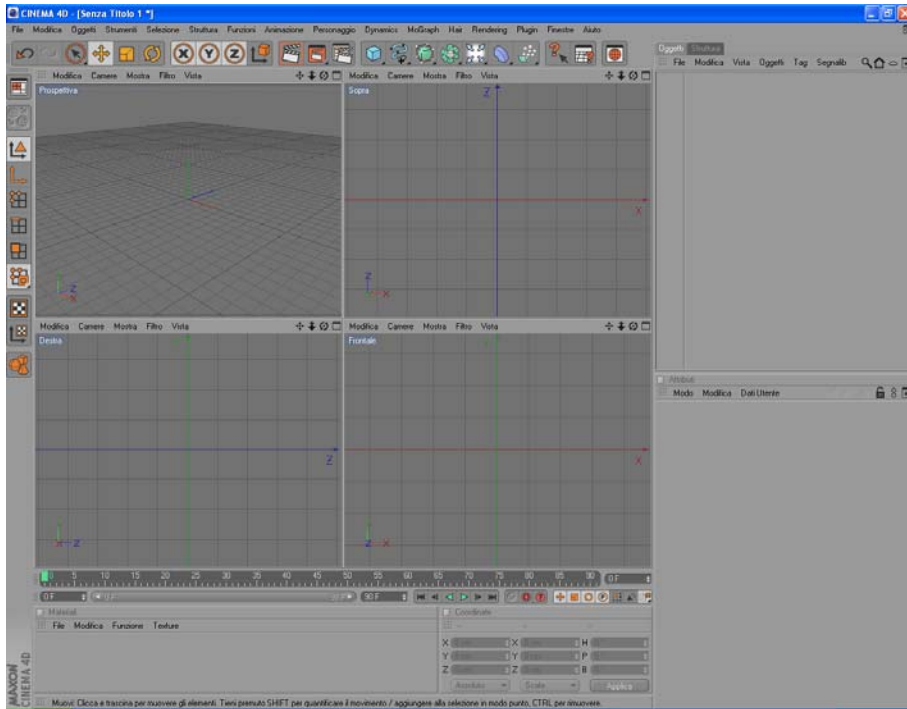 CINEMA 4D - [Senza Titolo 1 *]
File Modifica Oggetti Strumenti Selezione Struttura Funzioni Animazione Personaggio Dynamics MoGraph Hair Rendering Plugin Finestre Aiuto
X Y Z
Oggetti Struttura
File Modifica Vista Oggetti Tag Segnalib
Modifica Camere Mostra Filtro Vista
Prospettiva
Y
Z
X
Modifica Camere Mostra Filtro Vista
Sopra
Z
X
Z
X
Modifica Camere Mostra Filtro Vista
Destra
Z
X Z
Modifica Camere Mostra Filtro Vista
Frontale
X
Z X
Attributi
Modo Modifica Dati Utente
0 5 10 15 20 25 30 35 40 45 50 55 60 65 70 75 80 85 90 0 F
0 F 90 F
Materiali
File Modifica Funzione Texture
Coordinate
X X H
Y Y P
Z Z B
Scala Applica
MAXON
CINEMA 4D
Muovi: Clicca e trascina per muovere gli elementi. Tieni premuto SHIFT per quantificare il movimento / aggiungere alla selezione in modo punto, CTRL per rimuovere.